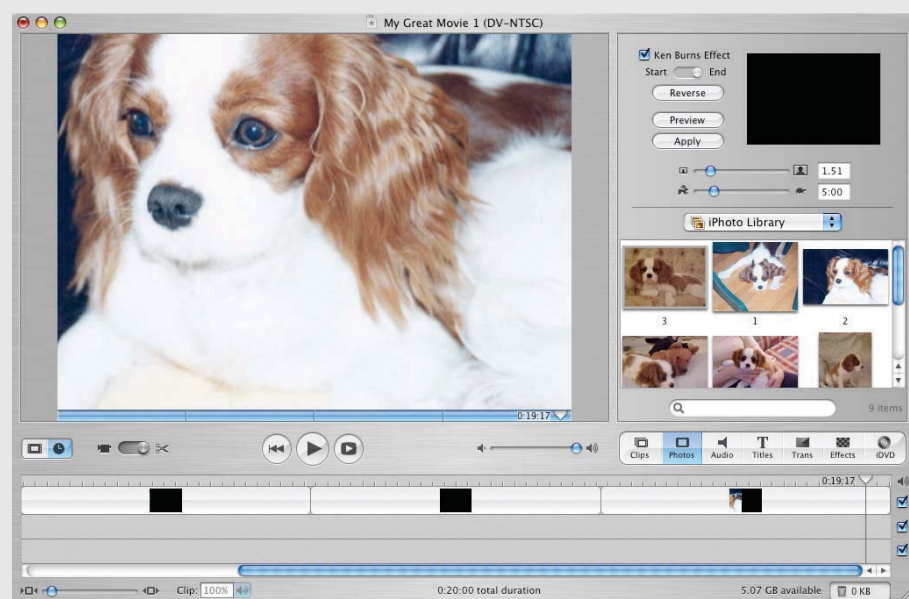 My Great Movie 1 (DV-NTSC)
Ken Burns Effect
Start End
Reverse
Preview
Apply
1.51
5:00
iPhoto Library
3 1 2
9 items
0:19:17
Clips Photos Audio Titles Trans Effects iDVD
0:19:17
Clip: 100% 0:20:00 total duration 5.07 GB available 0 KB